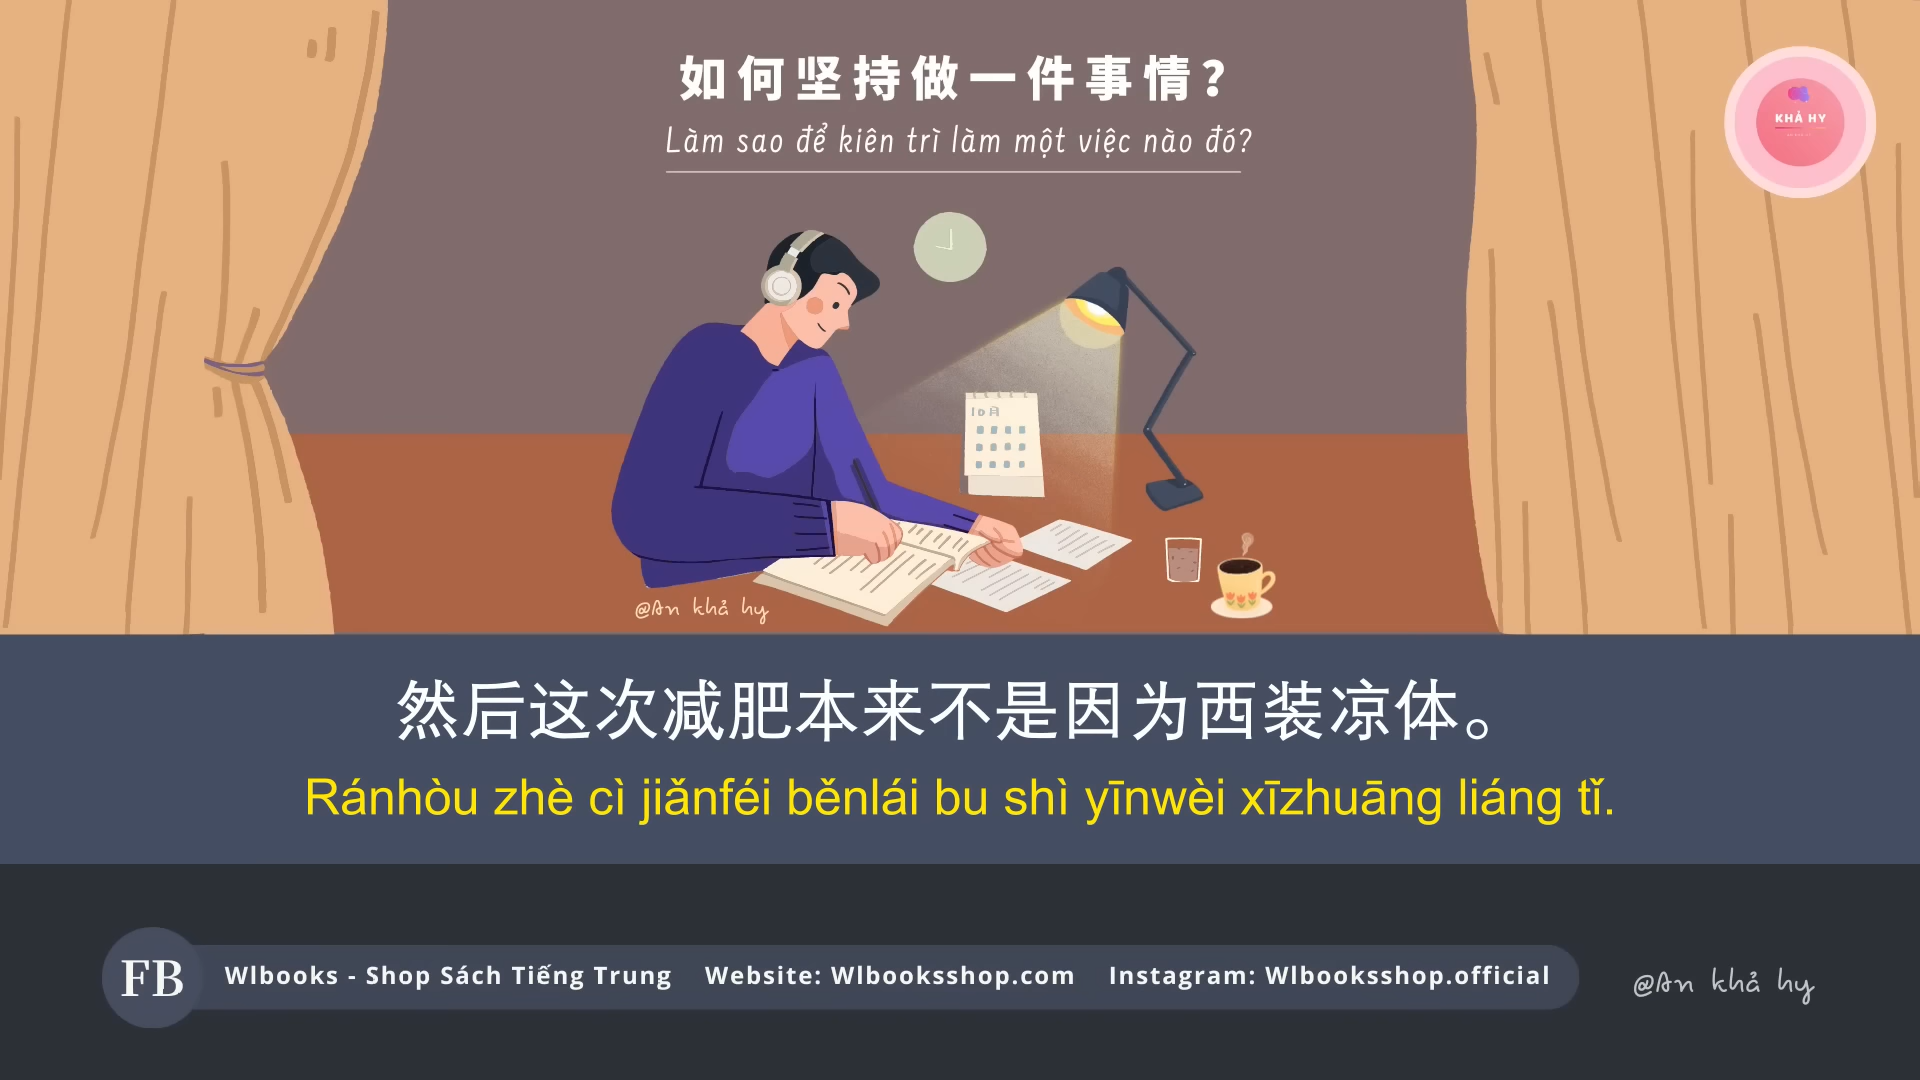 如何坚持做一件事情？
Làm sao để kiên trì làm một việc nào đó?
KHẢ HY
@An khả hy
然后这次减肥本来不是因为西装凉体。
Ránhòu zhè cì jiǎnféi běnlái bu shì yīnwèi xīzhuāng liáng tǐ.
FB
Wlbooks - Shop Sách Tiếng Trung Website: Wlbooksshop.com Instagram: Wlbooksshop.official
@An khả hy